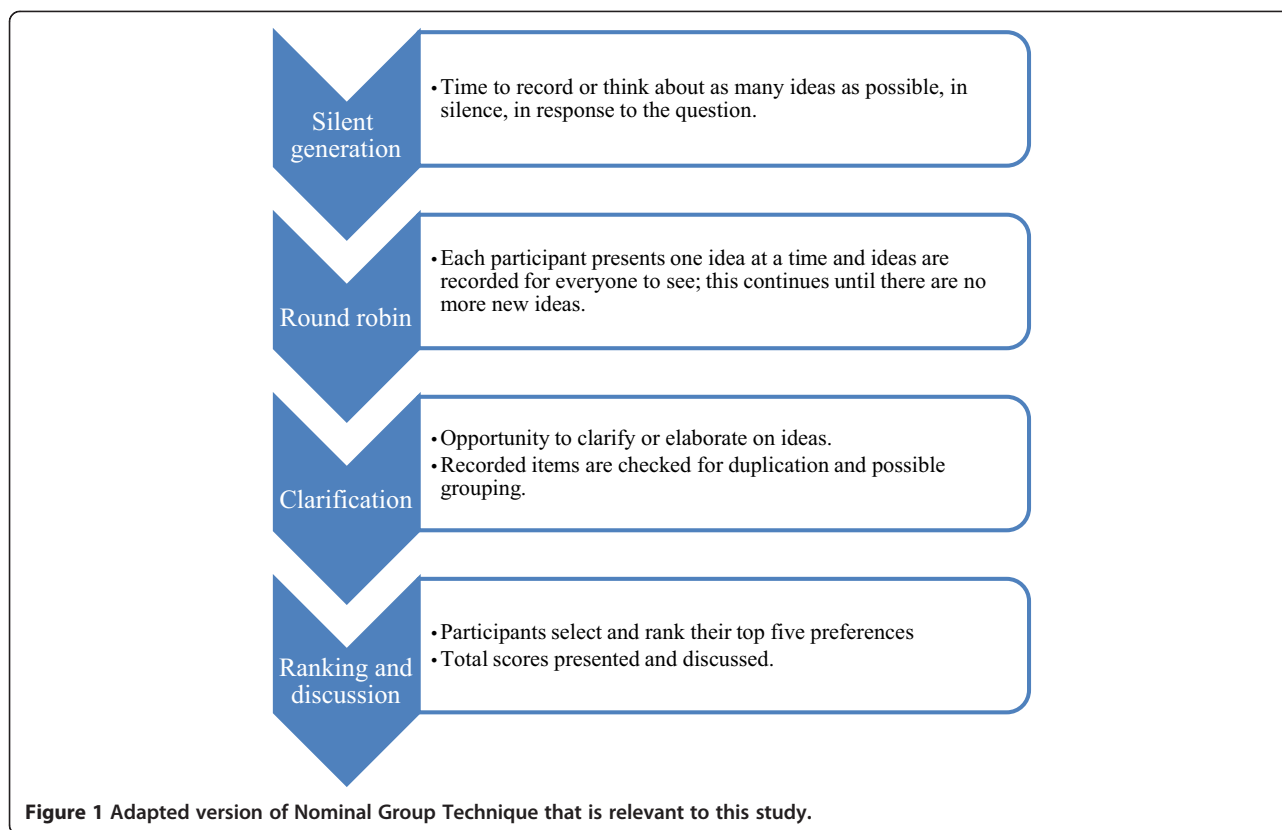 Silent
generation
• Time to record or think about as many ideas as possible, in
silence, in response to the question.
Round robin
• Each participant presents one idea at a time and ideas are
recorded for everyone to see; this continues until there are no
more new ideas.
Clarification
• Opportunity to clarify or elaborate on ideas.
• Recorded items are checked for duplication and possible
grouping.
Ranking and
discussion
• Participants select and rank their top five preferences
• Total scores presented and discussed.
Figure 1 Adapted version of Nominal Group Technique that is relevant to this study.